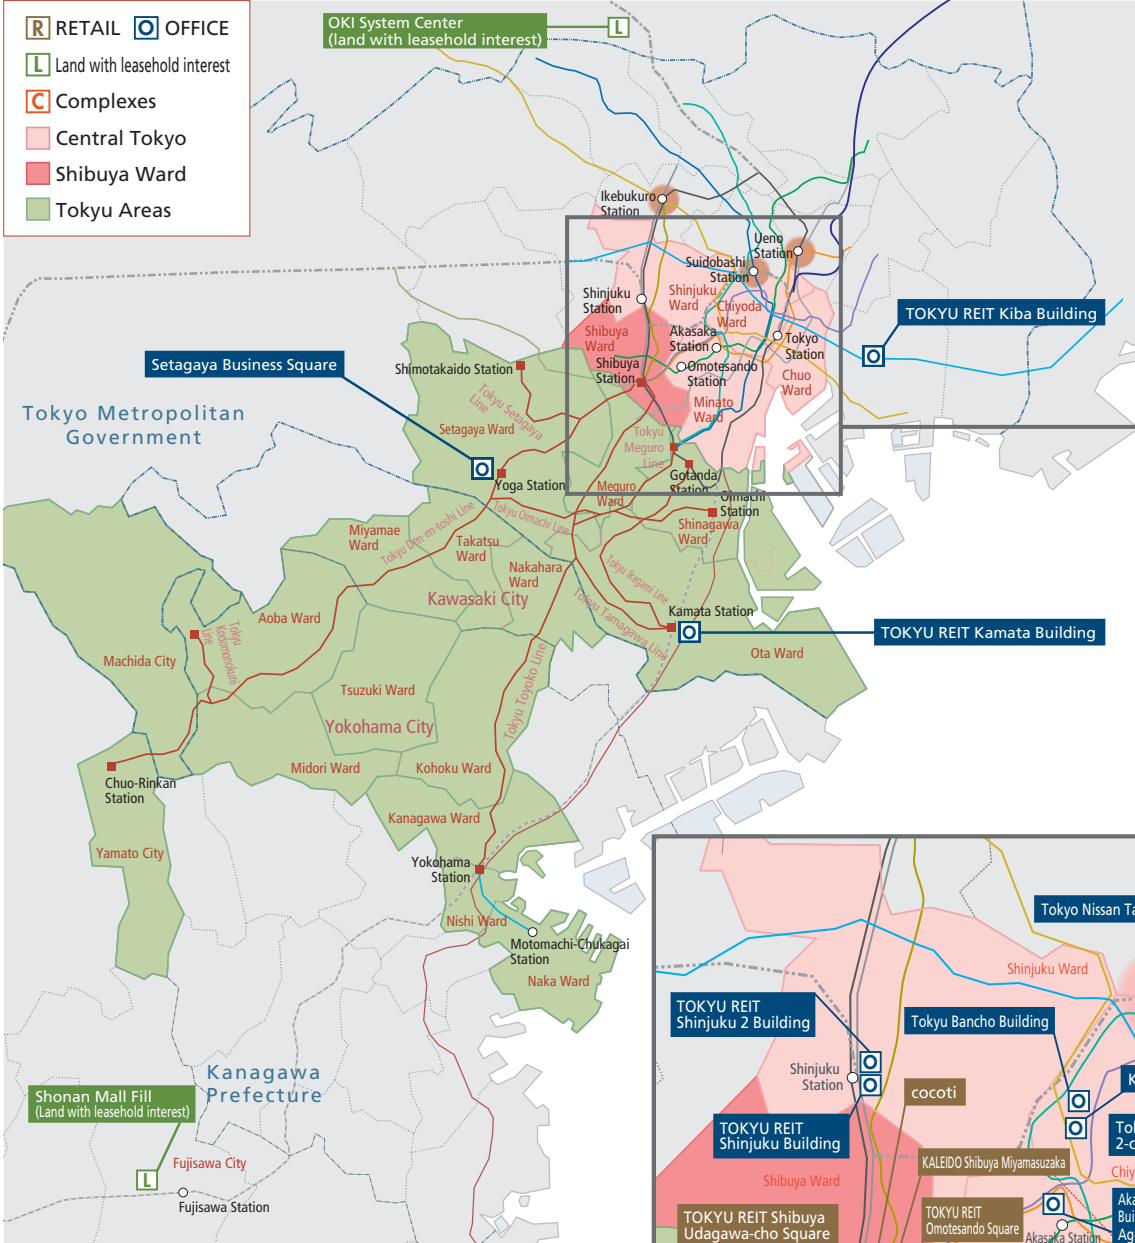 R RETAIL O OFFICE
L Land with leasehold interest
C Complexes
Central Tokyo
Shibuya Ward
Tokyu Areas
OKI System Center
(land with leasehold interest)
L
Ikebukuro
Station
Ueno
Station
Suidobashi
Station
Shinjuku
Station
Shinjuku
Ward
Chiyoda
Ward
Shibuya
Ward
Akasaka
Station
Tokyo
Station
Shibuya
Station
Omotesando
Station
Chuo
Ward
Minato
Ward
TOKYU REIT Kiba Building
O
Setagaya Business Square
Shimotakaido Station
Tokyo Metropolitan
Government
Tokyu Setagaya
Line
Setagaya Ward
O
Yoga Station
Tokyu
Meguro
Line
Gotanda
Station
Meguro
Ward
Oimachi
Station
Shinagawa
Ward
Tokyu Oimachi Line
Tokyu Den-en-toshi Line
Miyamae
Ward
Takatsu
Ward
Nakahara
Ward
Kawasaki City
Tokyu Ikegami Line
Tokyu Tamagawa Line
Kamata Station
O
TOKYU REIT Kamata Building
Ota Ward
Aoba Ward
Tokyu
Kodomonokuni
Line
Machida City
Tsuzuki Ward
Yokohama City
Tokyu Toyoko Line
Midori Ward
Kohoku Ward
Chuo-Rinkan
Station
Kanagawa Ward
Yamato City
Yokohama
Station
Nishi Ward
Motomachi-Chukagai
Station
Naka Ward
Kanagawa
Prefecture
Shonan Mall Fill
(Land with leasehold interest)
Fujisawa City
L
Fujisawa Station
Tokyo Nissan Ta
Shinjuku Ward
TOKYU REIT
Shinjuku 2 Building
Tokyu Bancho Building
Shinjuku
Station
O
O
cocoti
O
O
K
TOKYU REIT
Shinjuku Building
Tok
2-c
KALEIDO Shibuya Miyamasuzaka
Chiy
Shibuya Ward
TOKYU REIT Shibuya
Udagawa-cho Square
TOKYU REIT
Omotesando Square
O
Aka
Buil
Ag
Akasaka Station